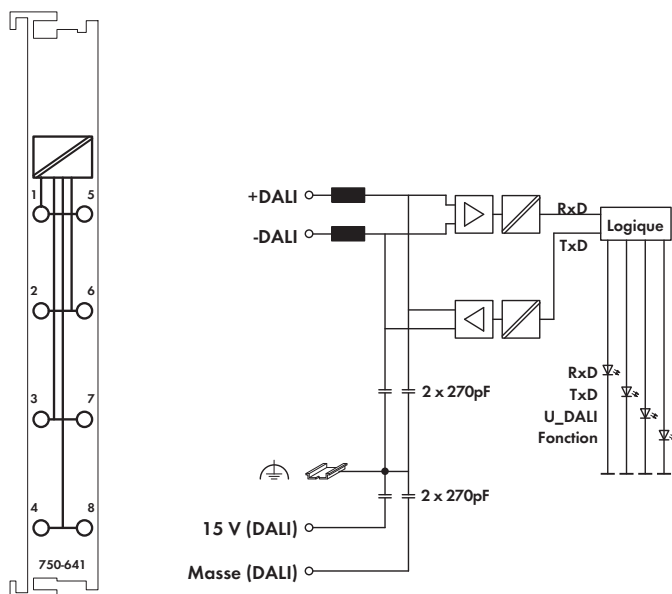 1
5
2
6
3
7
4
8
750-641
+DALI
-DALI
RxD
TxD
Logique
RxD
TxD
U_DALI
Fonction
2 x 270pF
2 x 270pF
15 V (DALI)
Masse (DALI)